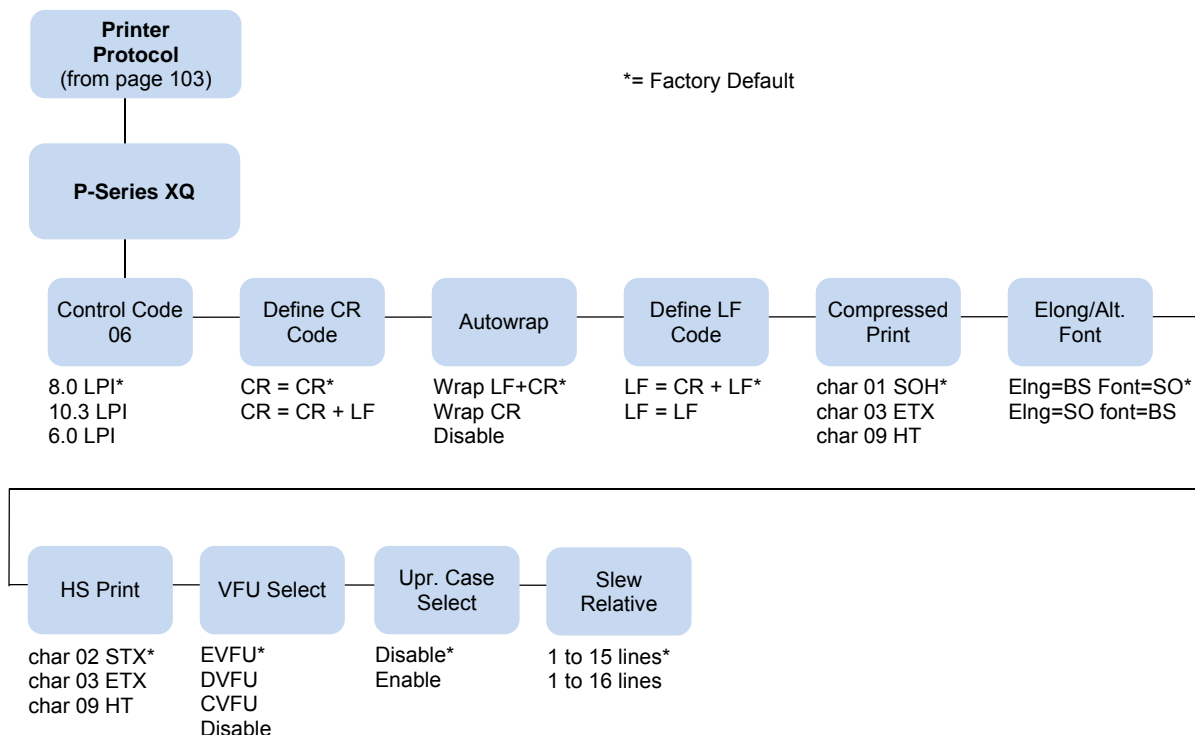 Printer
Protocol
(from page 103)
*= Factory Default
P-Series XQ
Control Code
06
8.0 LPI*
10.3 LPI
6.0 LPI
Define CR
Code
CR = CR*
CR = CR + LF
Autowrap
Wrap LF+CR*
Wrap CR
Disable
Define LF
Code
LF = CR + LF*
LF = LF
Compressed
Print
char 01 SOH*
char 03 ETX
char 09 HT
Elong/Alt.
Font
Elng=BS Font=SO*
Elng=SO font=BS
HS Print
char 02 STX*
char 03 ETX
char 09 HT
VFU Select
EVFU*
DVFU
CVFU
Disable
Upr. Case
Select
Disable*
Enable
Slew
Relative
1 to 15 lines*
1 to 16 lines